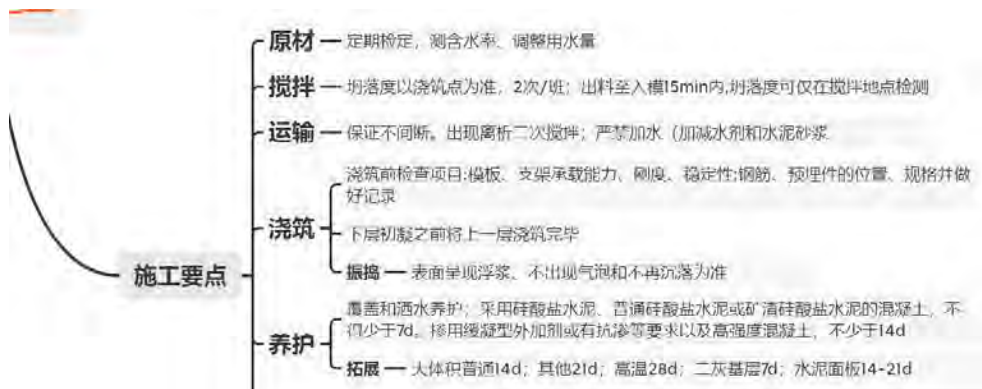 原材
定期检定，测含水率、调整用水量
搅拌
坍落度以浇筑点为准，2次/班；出料至入模15min内,坍落度可仅在搅拌地点检测
运输
保证不间断。出现离析二次搅拌；严禁加水（加减水剂和水泥砂浆
浇筑前检查项目:模板、支架承载能力、刚度、稳定性;钢筋、预埋件的位置、规格并做
好记录
浇筑
下层初凝之前将上一层浇筑完毕
振捣
表面呈现浮浆、不出现气泡和不再沉落为准
施工要点
覆盖和洒水养护；采用硅酸盐水泥、普通硅酸盐水泥或矿渣硅酸盐水泥的混凝土，不
得少于7d。掺用缓凝型外加剂或有抗渗等要求以及高强度混凝土，不少于14d
养护
拓展
大体积普通14d；其他21d；高温28d；二灰基层7d；水泥面板14-21d